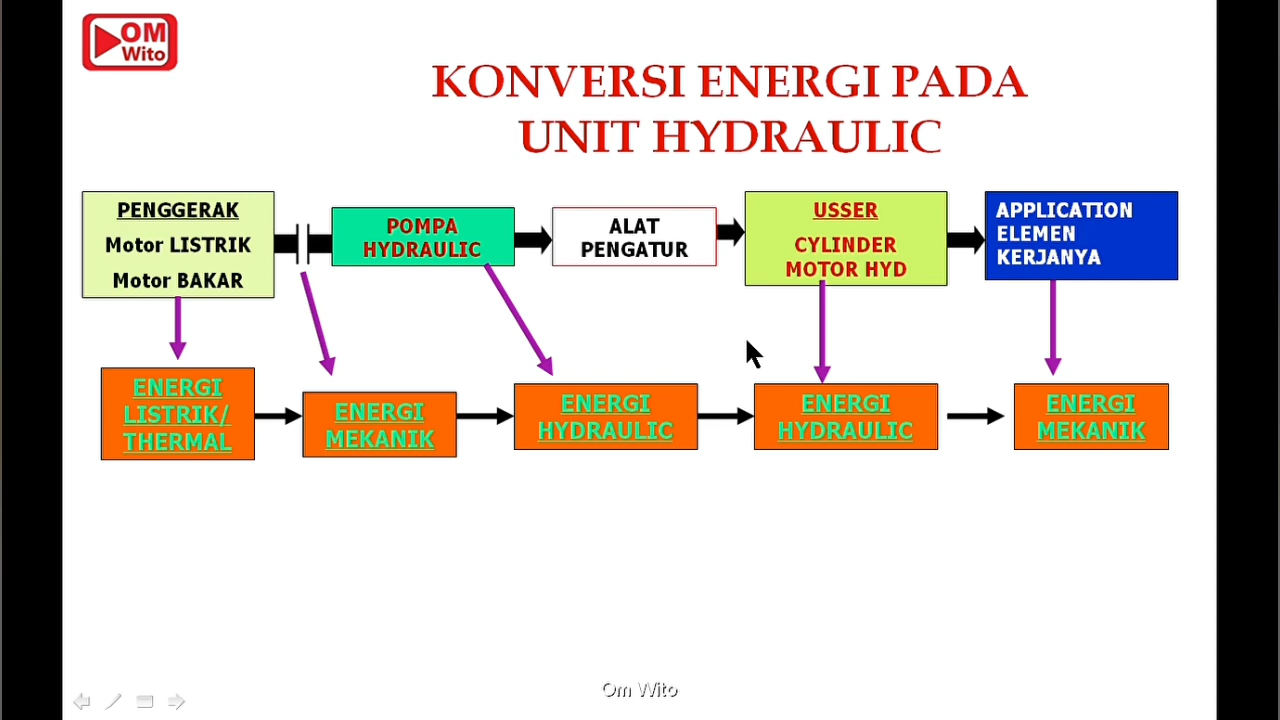 OM
Wito
KONVERSI ENERGI PADA
UNIT HYDRAULIC
PENGGERAK
Motor LISTRIK
Motor BAKAR
POMPA
HYDRAULIC
ALAT
PENGATUR
USSER
CYLINDER
MOTOR HYD
APPLICATION
ELEMEN
KERJANYA
ENERGI
LISTRIK/
THERMAL
ENERGI
MEKANIK
ENERGI
HYDRAULIC
ENERGI
HYDRAULIC
ENERGI
MEKANIK
Om Wito